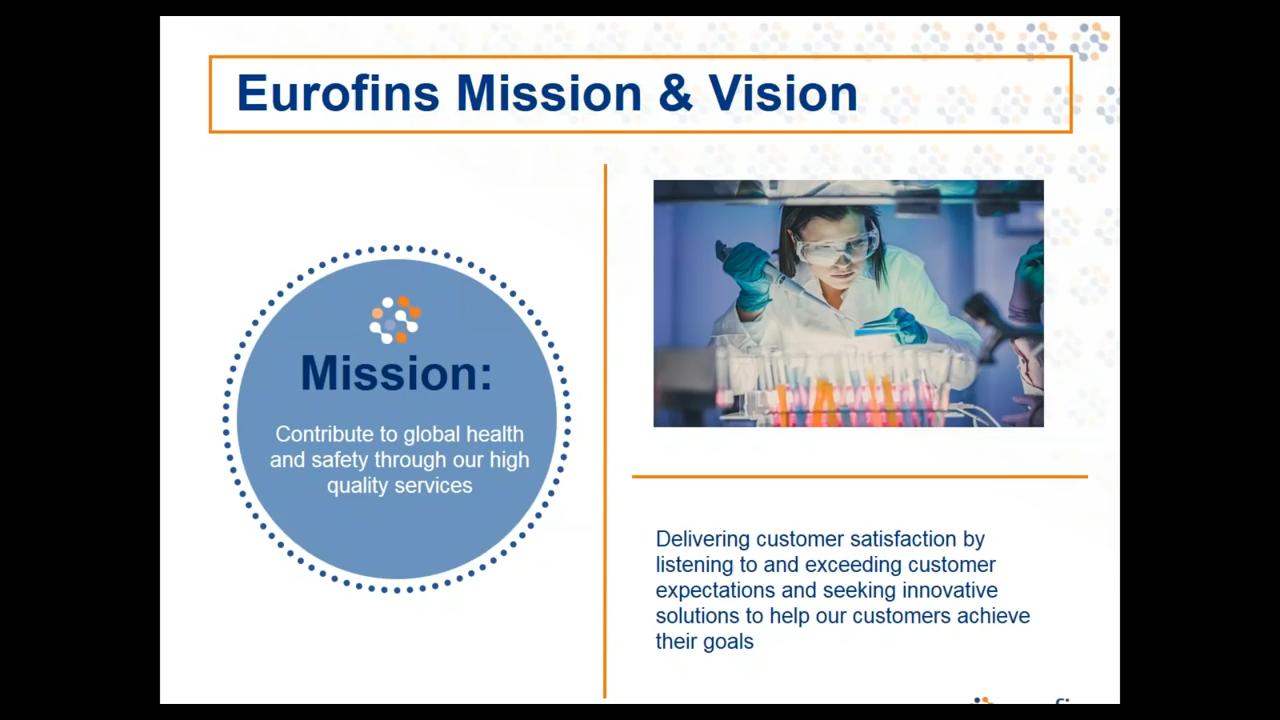 Eurofins Mission & Vision
Mission:
Contribute to global health
and safety through our high
quality services
Delivering customer satisfaction by
listening to and exceeding customer
expectations and seeking innovative
solutions to help our customers achieve
their goals